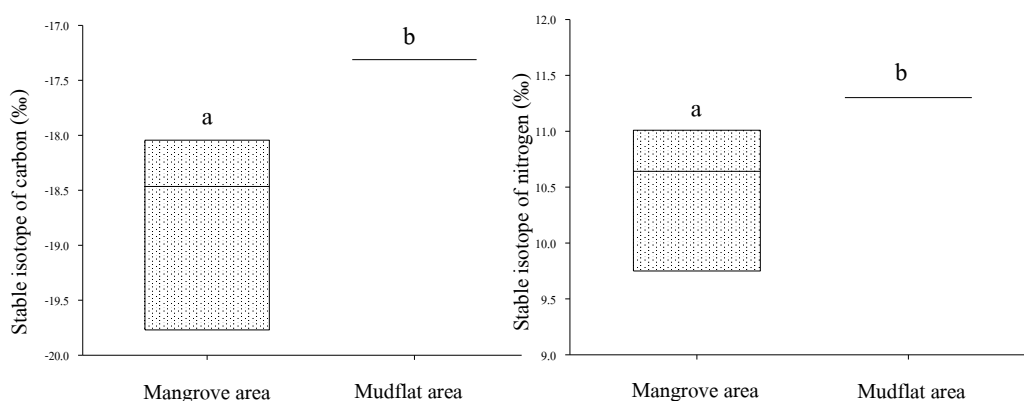 Stable isotope of carbon (‰)
-17.0
-17.5
-18.0
-18.5
-19.0
-19.5
-20.0
a
b
Mangrove area
Mudflat area
Stable isotope of nitrogen (‰)
12.0
11.5
11.0
10.5
10.0
9.5
9.0
a
b
Mangrove area
Mudflat area